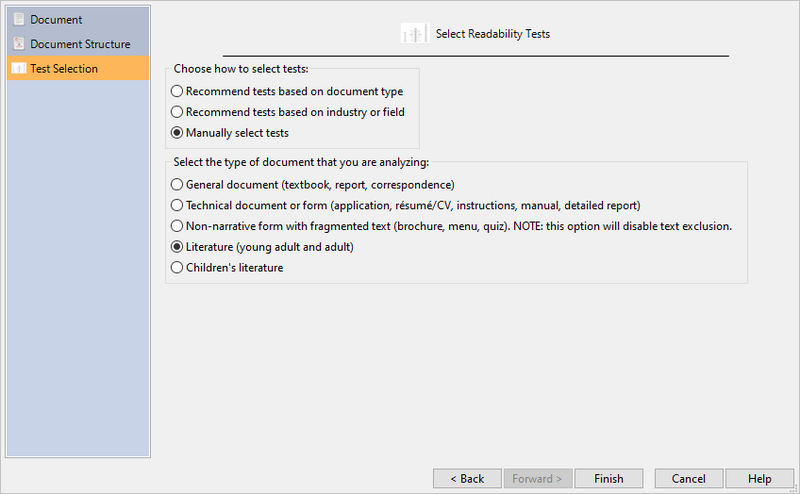 Document
Document Structure
Test Selection
Select Readability Tests
Choose how to select tests:
Recommend tests based on document type
Recommend tests based on industry or field
Manually select tests
Select the type of document that you are analyzing:
General document (textbook, report, correspondence)
Technical document or form (application, résumé/CV, instructions, manual, detailed report)
Non-narrative form with fragmented text (brochure, menu, quiz). NOTE: this option will disable text exclusion.
Literature (young adult and adult)
Children's literature
< Back
Forward >
Finish
Cancel
Help